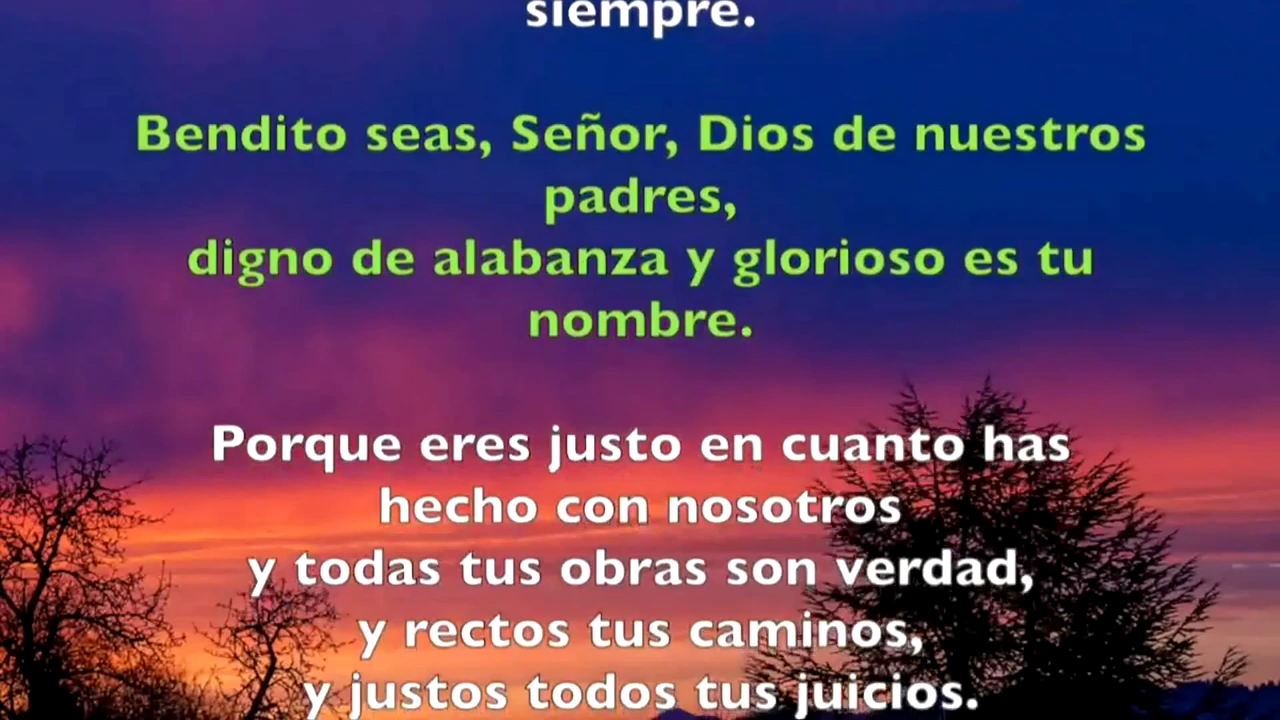 siempre.
Bendito seas, Señor, Dios de nuestros
padres,
digno de alabanza y glorioso es tu
nombre.
Porque eres justo en cuanto has
hecho con nosotros
y todas tus obras son verdad,
y rectos tus caminos,
y justos todos tus juicios.